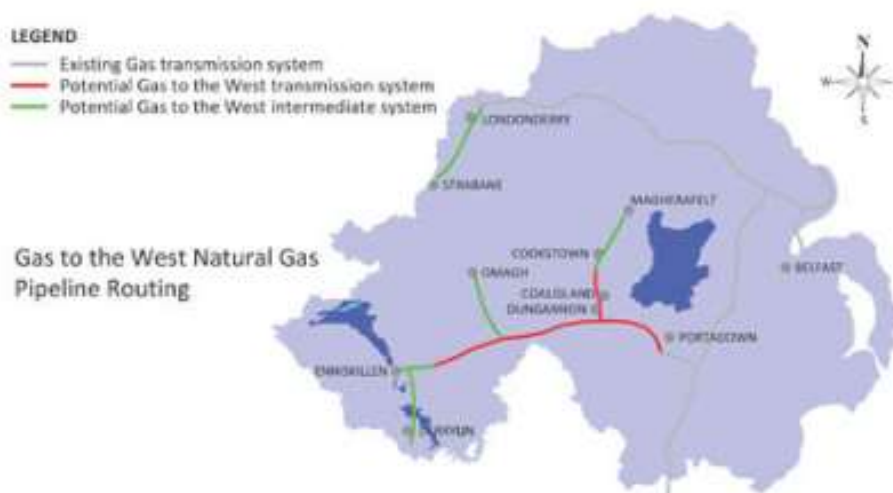 LEGEND
Existing Gas transmission system
Potential Gas to the West transmission system
Potential Gas to the West intermediate system
N
W
S
LONDONDERRY
STRABANE
MAGHERAFELT
Gas to the West Natural Gas
Pipeline Routing
COOKSTOWN
OMAGH
BELFAST
COALISLAND
DUNGANNON
PORTADOWN
ENNISKILLEN